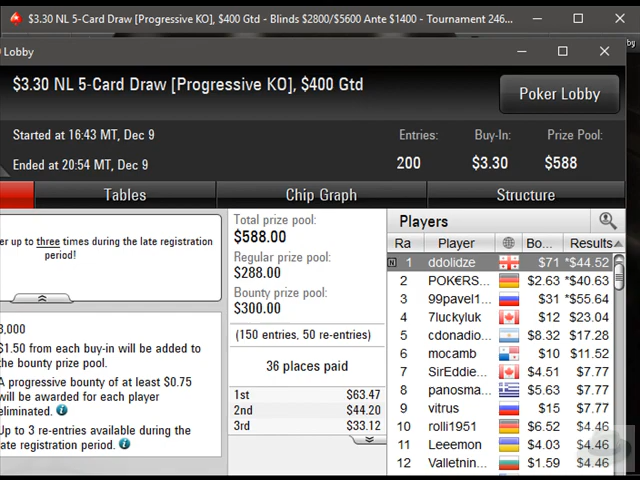 $3.30 NL 5-Card Draw [Progressive KO], $400 Gtd - Blinds $2800/$5600 Ante $1400 - Tournament 246...
Lobby
$3.30 NL 5-Card Draw [Progressive KO], $400 Gtd
Poker Lobby
Started at 16:43 MT, Dec 9
Ended at 20:54 MT, Dec 9
Entries: Buy-In: Prize Pool:
200 $3.30 $588
Tables Chip Graph Structure
er up to three times during the late registration
period!
Total prize pool:
$588.00
Regular prize pool:
$288.00
Bounty prize pool:
$300.00
(150 entries, 50 re-entries)
36 places paid
1st $63.47
2nd $44.20
3rd $33.12
3.000
$1.50 from each buy-in will be added to
the bounty prize pool.
A progressive bounty of at least $0.75
will be awarded for each player
eliminated.
Up to 3 re-entries available during the
late registration period.
Players
Ra Player Bo... Results
1 ddolidze $71 *$44.52
2 POK€RS... $2.63 *$40.63
3 99pavel1... $31 *$55.64
4 7luckyluk $12 $23.04
5 cdonadio... $8.32 $17.28
6 mocamb $10 $11.52
7 SirEddie... $4.51 $7.77
8 panosma... $5.63 $7.77
9 vitrus $15 $7.77
10 rolli1951 $6.52 $4.46
11 Leeemon $4.03 $4.46
12 Valletnin... $1.59 $4.46